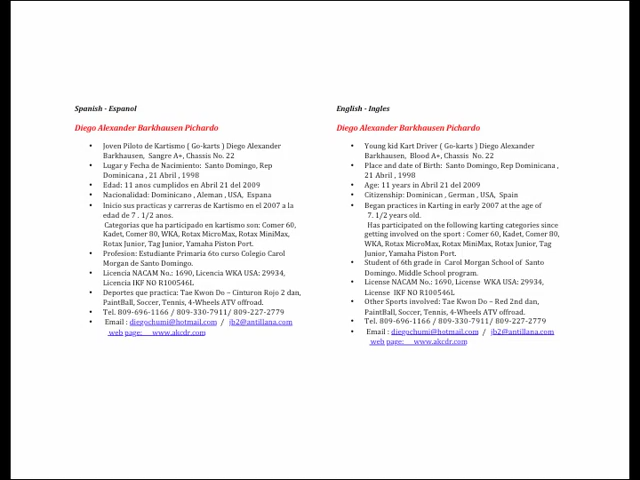 Spanish - Espanol
Diego Alexander Barkhausen Pichardo
• Joven Piloto de Kartismo ( Go-karts ) Diego Alexander
Barkhausen, Sangre A+, Chassis No. 22
• Lugar y Fecha de Nacimiento: Santo Domingo, Rep
Dominicana , 21 Abril , 1998
• Edad: 11 anos cumplidos en Abril 21 del 2009
• Nacionalidad: Dominicano , Aleman , USA, Espana
• Inicio sus practicas y carreras de Kartismo en el 2007 a la
edad de 7 . 1/2 anos.
Categorias que ha participado en kartismo son: Comer 60,
Kadet, Comer 80, WKA, Rotax MicroMax, Rotax MiniMax,
Rotax Junior, Tag Junior, Yamaha Piston Port.
• Profesion: Estudiante Primaria 6to curso Colegio Carol
Morgan de Santo Domingo.
• Licencia NACAM No.: 1690, Licencia WKA USA: 29934,
Licencia IKF NO R100546L
• Deportes que practica: Tae Kwon Do – Cinturon Rojo 2 dan,
PaintBall, Soccer, Tennis, 4-Wheels ATV offroad.
• Tel. 809-696-1166 / 809-330-7911/ 809-227-2779
• Email : diegochumi@hotmail.com / jb2@antillana.com
web page: www.akcdr.com
English - Ingles
Diego Alexander Barkhausen Pichardo
• Young kid Kart Driver ( Go-karts ) Diego Alexander
Barkhausen, Blood A+, Chassis No. 22
• Place and date of Birth: Santo Domingo, Rep Dominicana ,
21 Abril , 1998
• Age: 11 years in Abril 21 del 2009
• Citizenship: Dominican , German , USA, Spain
• Began practices in Karting in early 2007 at the age of
7. 1/2 years old.
Has participated on the following karting categories since
getting involved on the sport : Comer 60, Kadet, Comer 80,
WKA, Rotax MicroMax, Rotax MiniMax, Rotax Junior, Tag
Junior, Yamaha Piston Port.
• Student of 6th grade in Carol Morgan School of Santo
Domingo. Middle School program.
• License NACAM No.: 1690, License WKA USA: 29934,
License IKF NO R100546L
• Other Sports involved: Tae Kwon Do – Red 2nd dan,
PaintBall, Soccer, Tennis, 4-Wheels ATV offroad.
• Tel. 809-696-1166 / 809-330-7911/ 809-227-2779
• Email : diegochumi@hotmail.com / jb2@antillana.com
web page: www.akcdr.com